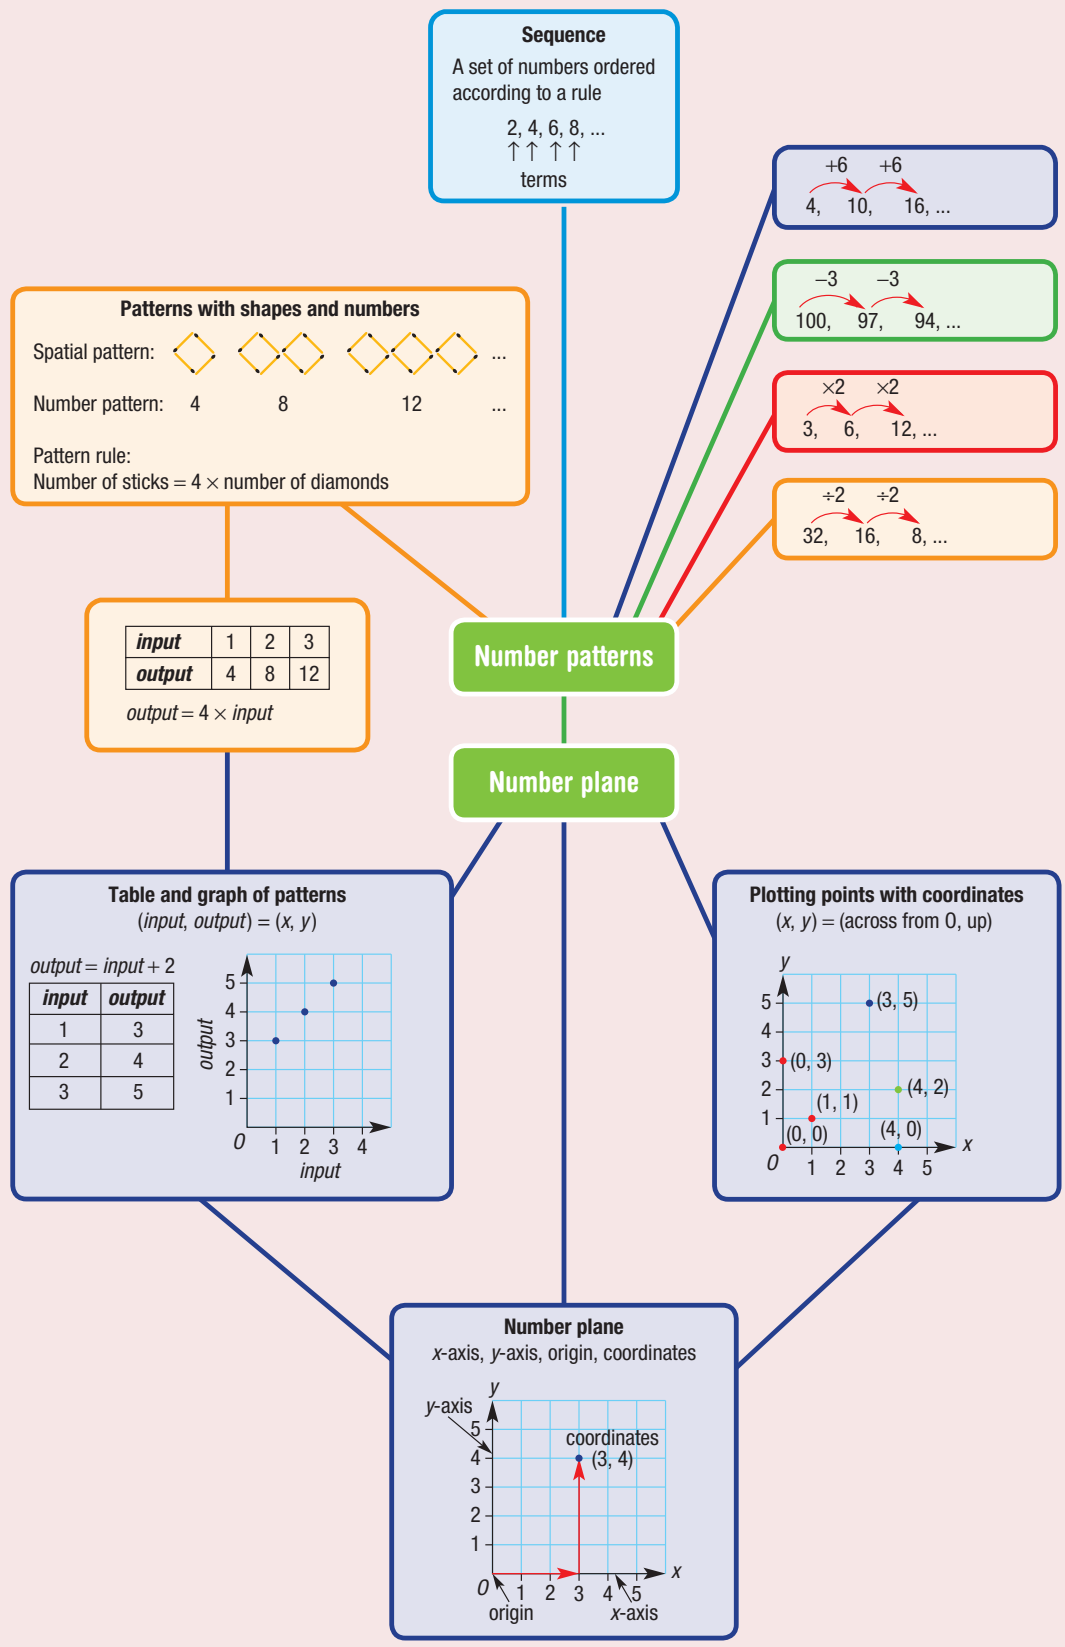 Sequence
A set of numbers ordered
according to a rule
2, 4, 6, 8, ...
terms
+6 +6
4, 10, 16, ...
−3 −3
100, 97, 94, ...
×2 ×2
3, 6, 12, ...
÷2 ÷2
32, 16, 8, ...
Patterns with shapes and numbers
Spatial pattern: ...
Number pattern: 4 8 12 ...
Pattern rule:
Number of sticks = 4 × number of diamonds
input 1 2 3
output 4 8 12
output = 4 × input
Number patterns
Number plane
Table and graph of patterns
(input, output) = (x, y)
output = input + 2
input output
1 3
2 4
3 5
output
5
4
3
2
1
O 1 2 3 4
input
Plotting points with coordinates
(x, y) = (across from O, up)
y
5 (3, 5)
4
3 (0, 3)
2 (4, 2)
1 (1, 1)
(0, 0) (4, 0)
O 1 2 3 4 5 x
Number plane
x-axis, y-axis, origin, coordinates
y
y-axis
5
coordinates
4 (3, 4)
3
2
1
O 1 2 3 4 5 x
origin x-axis